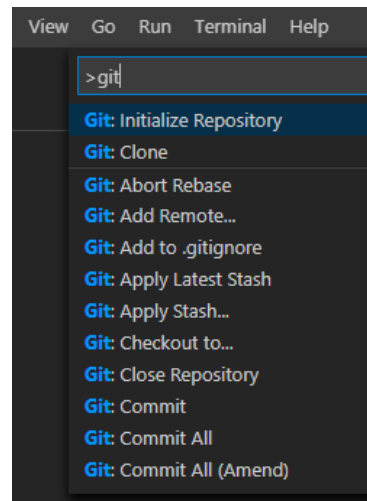 View Go Run Terminal Help
>git
Git: Initialize Repository
Git: Clone
Git: Abort Rebase
Git: Add Remote...
Git: Add to .gitignore
Git: Apply Latest Stash
Git: Apply Stash...
Git: Checkout to...
Git: Close Repository
Git: Commit
Git: Commit All
Git: Commit All (Amend)